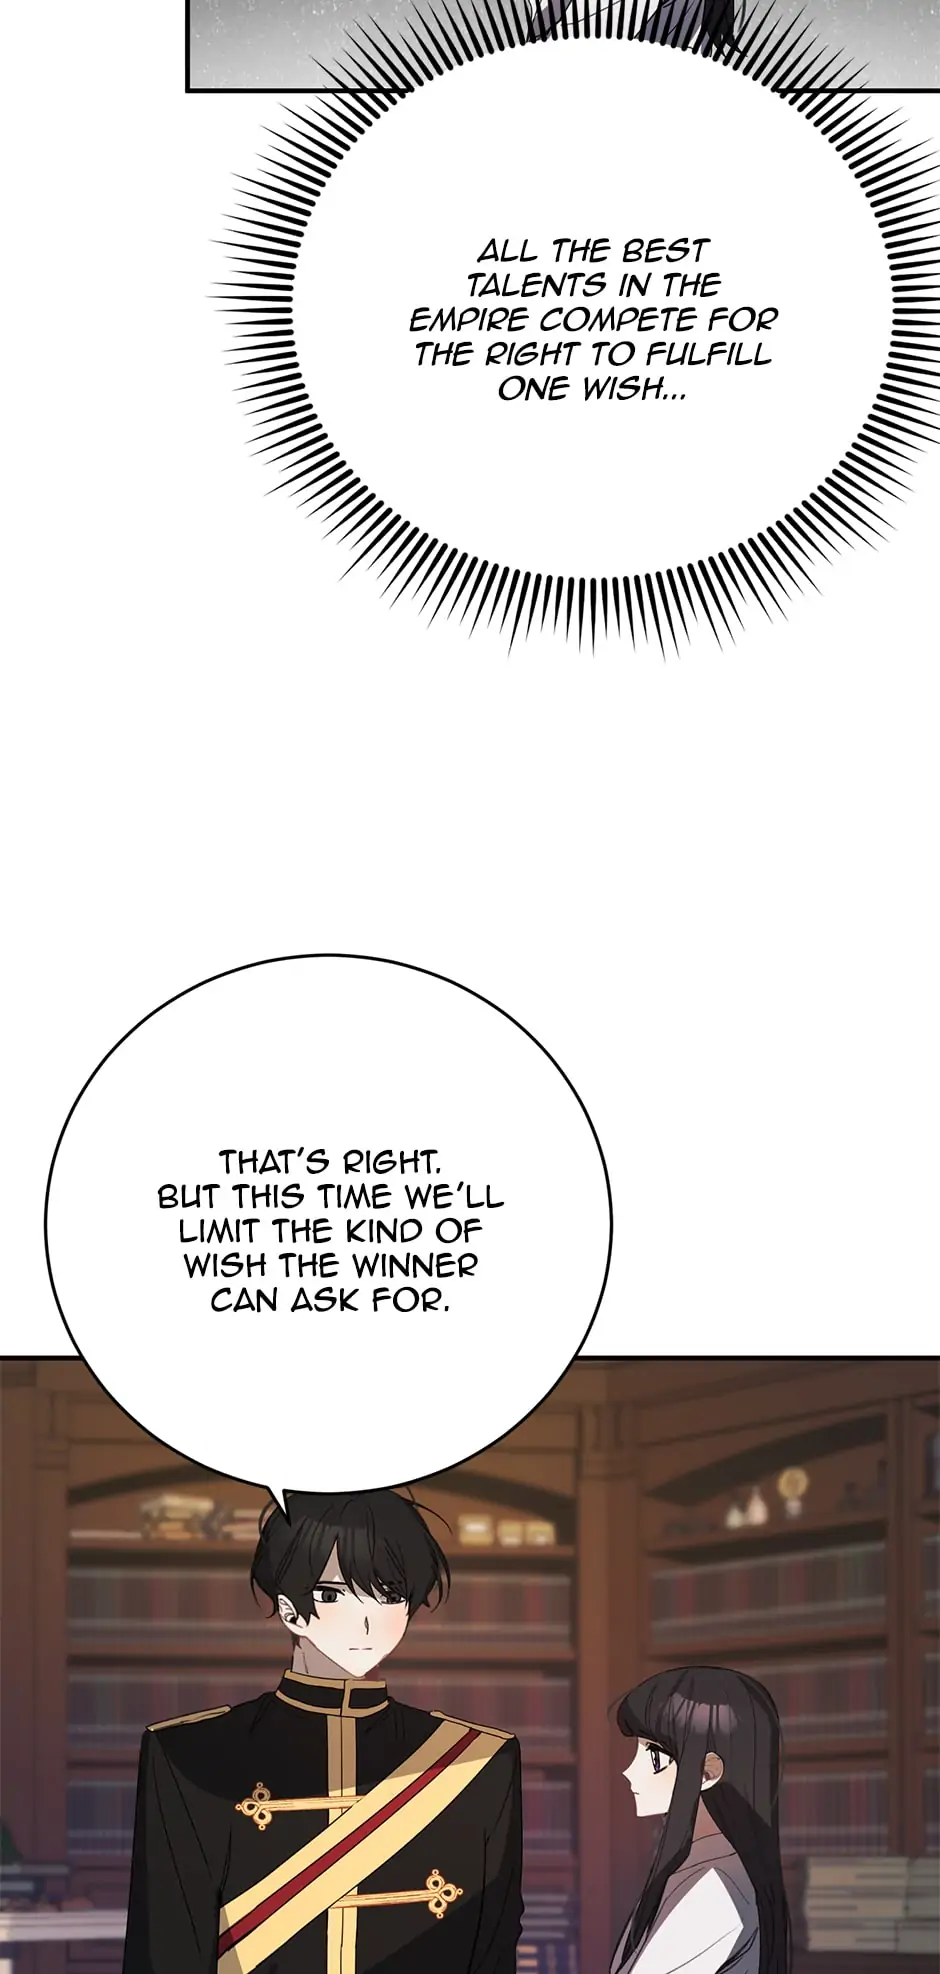 ALL THE BEST
TALENTS IN THE
EMPIRE COMPETE FOR
THE RIGHT TO FULFILL
ONE WISH...
THAT'S RIGHT.
BUT THIS TIME WE'LL
LIMIT THE KIND OF
WISH THE WINNER
CAN ASK FOR.